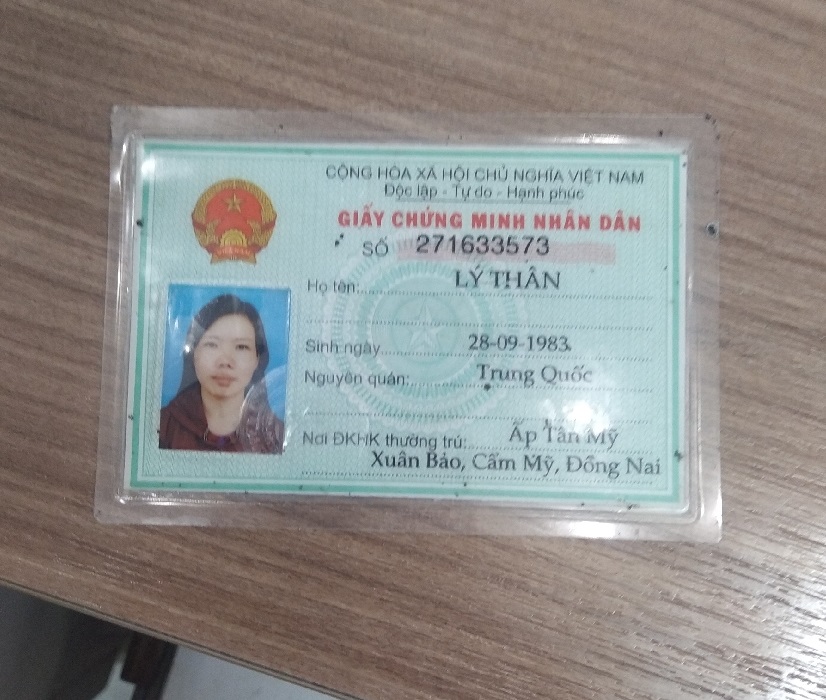 CỘNG HÒA XÃ HỘI CHỦ NGHĨA VIỆT NAM
Độc lập - Tự do - Hạnh phúc
GIẤY CHỨNG MINH NHÂN DÂN
SỐ 271633573
Họ tên: LÝ THÂN
Sinh ngày 28-09-1983
Nguyên quán: Trung Quốc
Nơi ĐKHK thường trú: Ấp Tân Mỹ
Xuân Bảo, Cẩm Mỹ, Đồng Nai